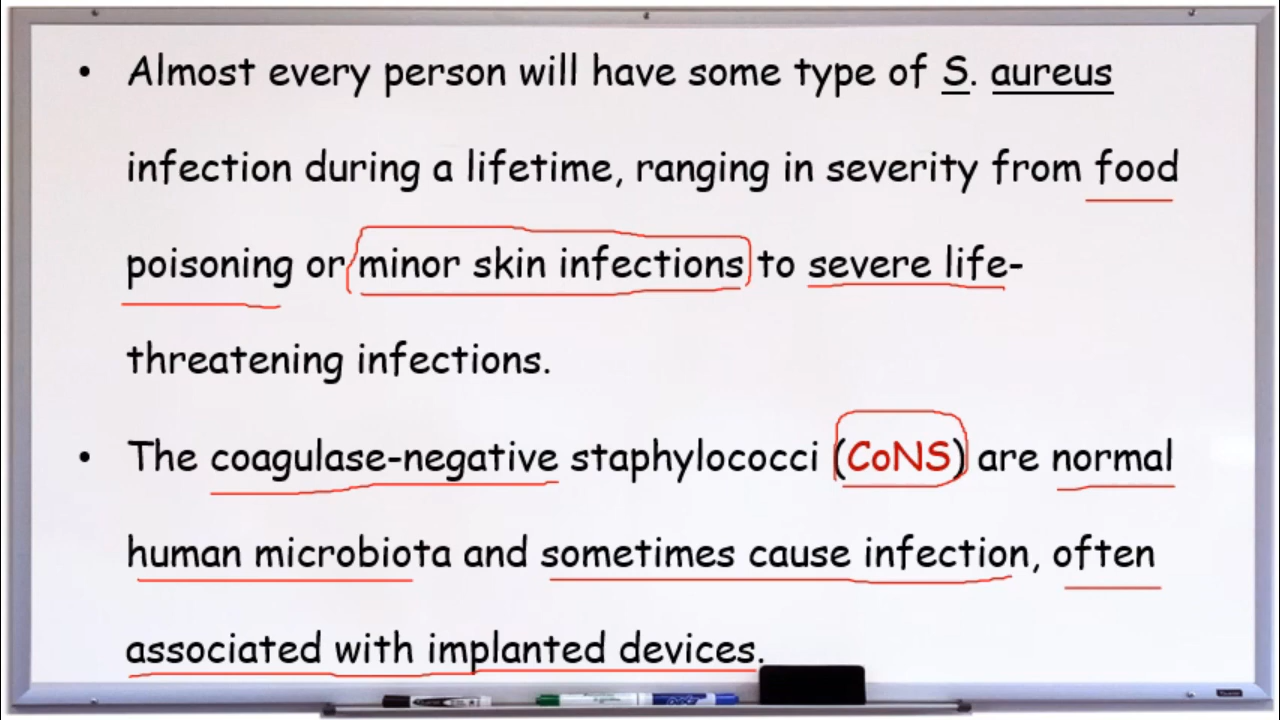 • Almost every person will have some type of S. aureus
infection during a lifetime, ranging in severity from food
poisoning or minor skin infections to severe life-
threatening infections.
• The coagulase-negative staphylococci (CoNS) are normal
human microbiota and sometimes cause infection, often
associated with implanted devices.